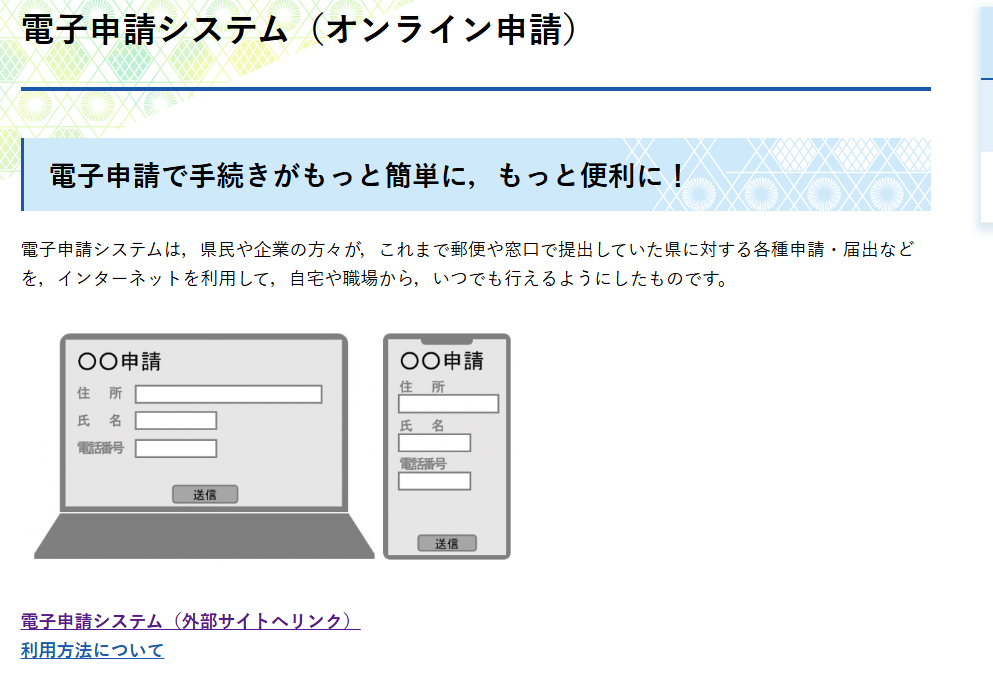 電子申請システム（オンライン申請）
電子申請で手続きがもっと簡単に，もっと便利に！
電子申請システムは，県民や企業の方々が，これまで郵便や窓口で提出していた県に対する各種申請・届出など
を，インターネットを利用して，自宅や職場から，いつでも行えるようにしたものです。
〇〇申請
住　所
氏　名
電話番号
送信
〇〇申請
住　所
氏　名
電話番号
送信
電子申請システム（外部サイトへリンク）
利用方法について